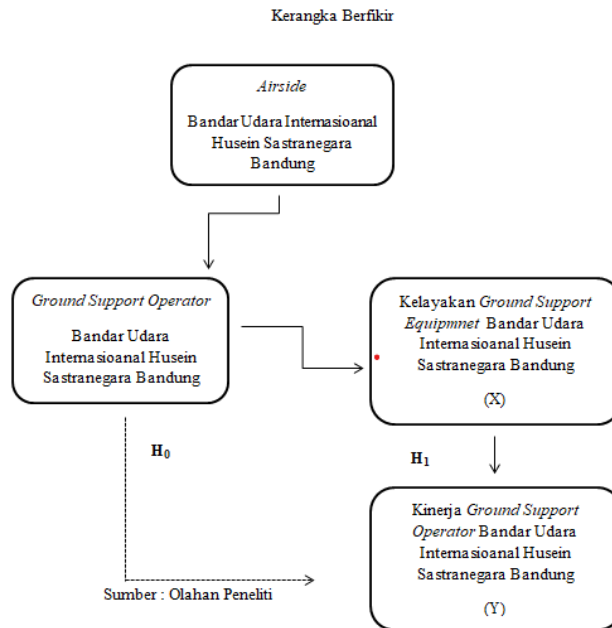 Kerangka Berfikir
Airside
Bandar Udara Internasioanal
Husein Sastranegara
Bandung
Ground Support Operator
Bandar Udara
Internasioanal Husein
Sastranegara Bandung
Kelayakan Ground Support
Equipmnet Bandar Udara
Internasioanal Husein
Sastranegara Bandung
(X)
H0
H1
Kinerja Ground Support
Operator Bandar Udara
Internasioanal Husein
Sastranegara Bandung
(Y)
Sumber : Olahan Peneliti